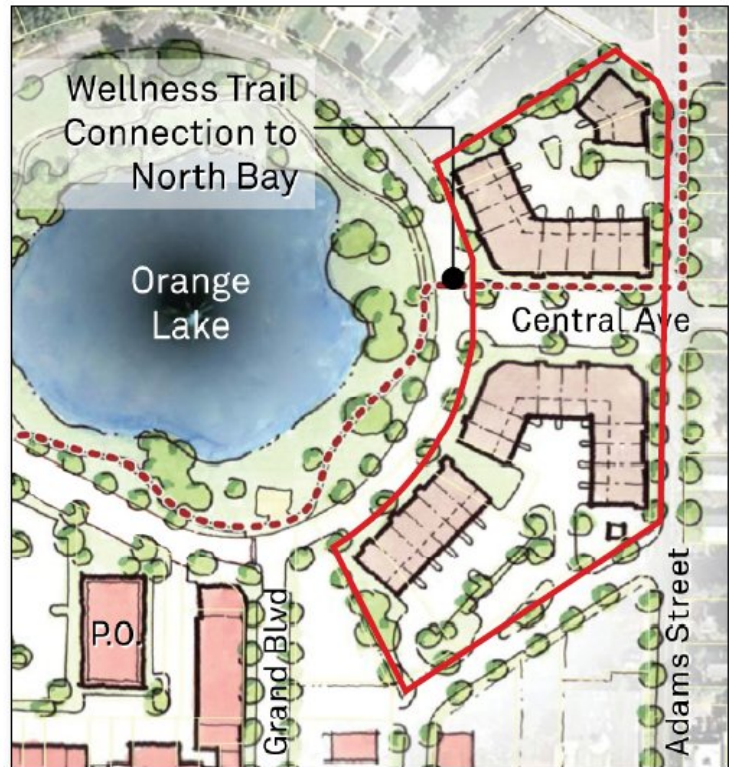 Wellness Trail
Connection to
North Bay
Orange
Lake
Central Ave
P.O.
Grand Blvd
Adams Street